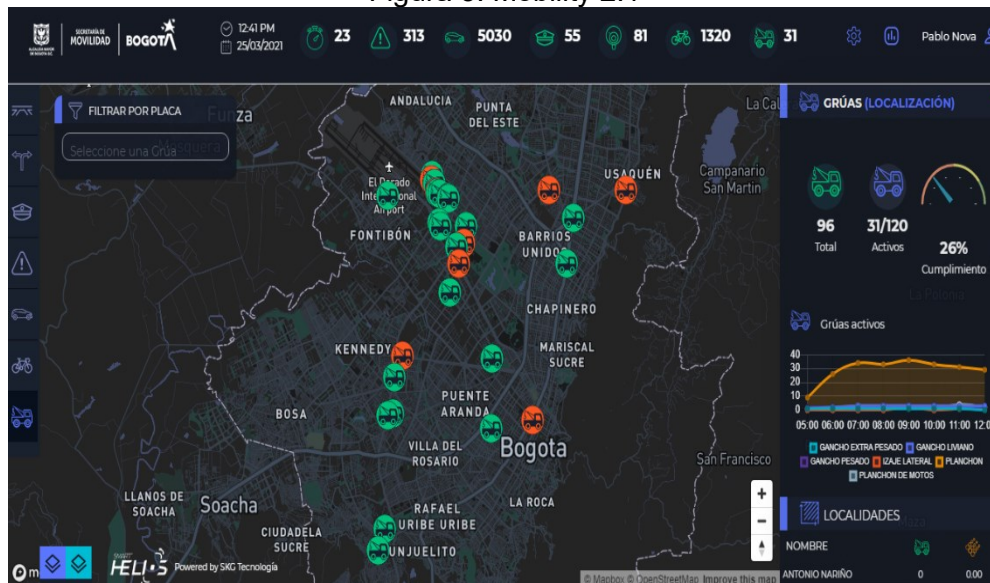 SECRETARÍA DE
MOVILIDAD
BOGOTÁ
12:41 PM
25/03/2021
23
313
5030
55
81
1320
31
Pablo Nova
FILTRAR POR PLACA
Seleccione una Grúa
Funza
ANDALUCIA
PUNTA
DEL ESTE
La Cal
El Dorado
International
Airport
USAQUÉN
Campanario
San Martin
FONTIBÓN
BARRIOS
UNIDOS
CHAPINERO
KENNEDY
MARISCAL
SUCRE
PUENTE
ARANDA
BOSA
VILLA DEL
ROSARIO
Bogota
San Francisco
LLANOS DE
SOACHA
Soacha
RAFAEL
URIBE URIBE
LA ROCA
CIUDADELA
SUCRE
UNJUELITO
HELIOS
Powered by SKG Tecnología
© Mapbox © OpenStreetMap Improve this map
GRÚAS (LOCALIZACIÓN)
96
Total
31/120
Activos
26%
Cumplimiento
La Polonia
Grúas activos
40
30
20
10
0
05:00 06:00 07:00 08:00 09:00 10:00 11:00 12:0
GANCHO EXTRA PESADO GANCHO LIVIANO
GANCHO PESADO IZAJE LATERAL PLANCHON
PLANCHON DE MOTOS
LOCALIDADES
NOMBRE
ANTONIO NARIÑO 0 0.00